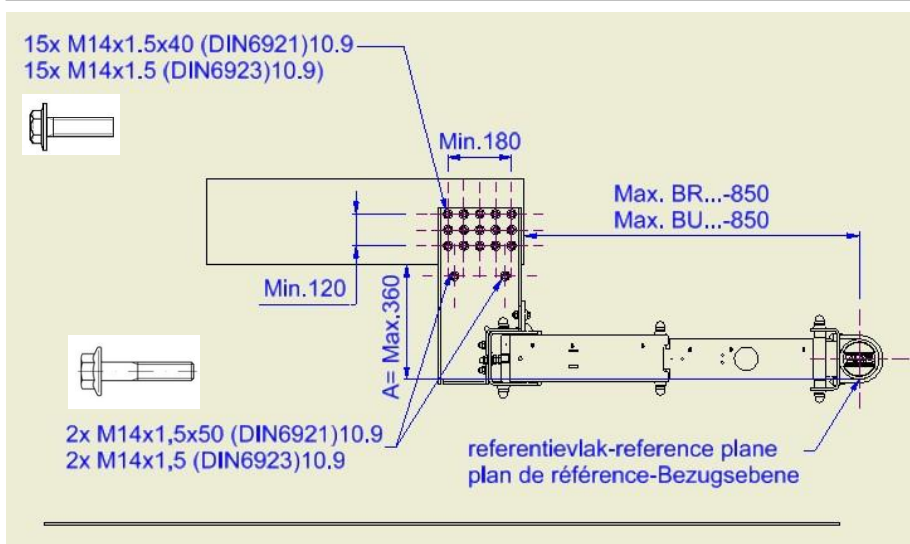 15x M14x1.5x40 (DIN6921)10.9
15x M14x1.5 (DIN6923)10.9)
Min.180
Max. BR...-850
Max. BU...-850
Min.120
A= Max.360
2x M14x1,5x50 (DIN6921)10.9
2x M14x1,5 (DIN6923)10.9
referentievlak-reference plane
plan de référence-Bezugsebene